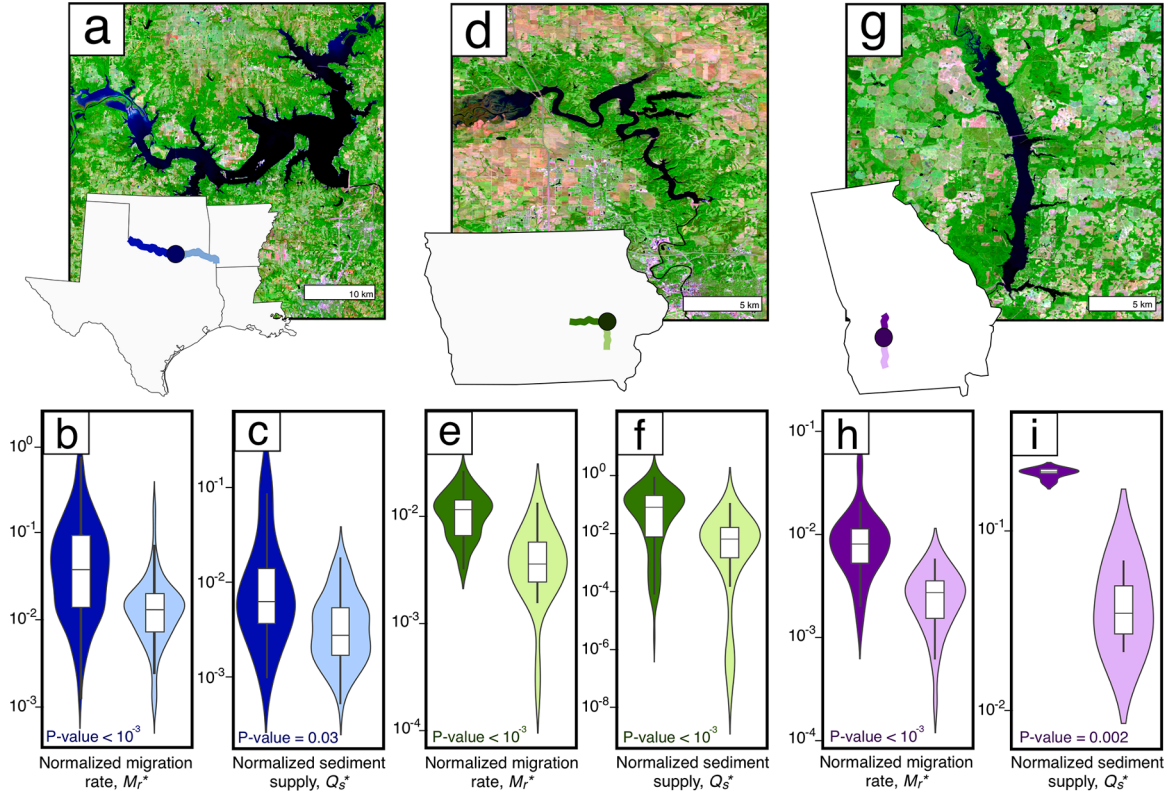 a
d
g
10 km
5 km
5 km
b
c
e
f
h
i
10⁰
10⁻¹
10⁻²
10⁻³
10⁻¹
10⁻²
10⁻³
10⁻²
10⁻³
10⁻⁴
10⁰
10⁻²
10⁻⁴
10⁻⁶
10⁻⁸
10⁻¹
10⁻²
10⁻³
10⁻⁴
10⁻¹
10⁻²
P-value < 10⁻³
P-value = 0.03
P-value < 10⁻³
P-value < 10⁻³
P-value < 10⁻³
P-value = 0.002
Normalized migration
rate, Mᵣ*
Normalized sediment
supply, Qₛ*
Normalized migration
rate, Mᵣ*
Normalized sediment
supply, Qₛ*
Normalized migration
rate, Mᵣ*
Normalized sediment
supply, Qₛ*